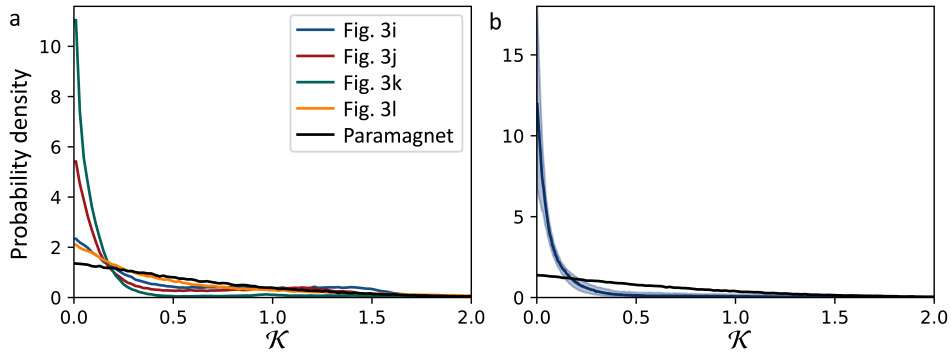 a
Probability density
10
8
6
4
2
0
Fig. 3i
Fig. 3j
Fig. 3k
Fig. 3l
Paramagnet
0.0 0.5 1.0 1.5 2.0
𝒦
b
15
10
5
0
0.0 0.5 1.0 1.5 2.0
𝒦